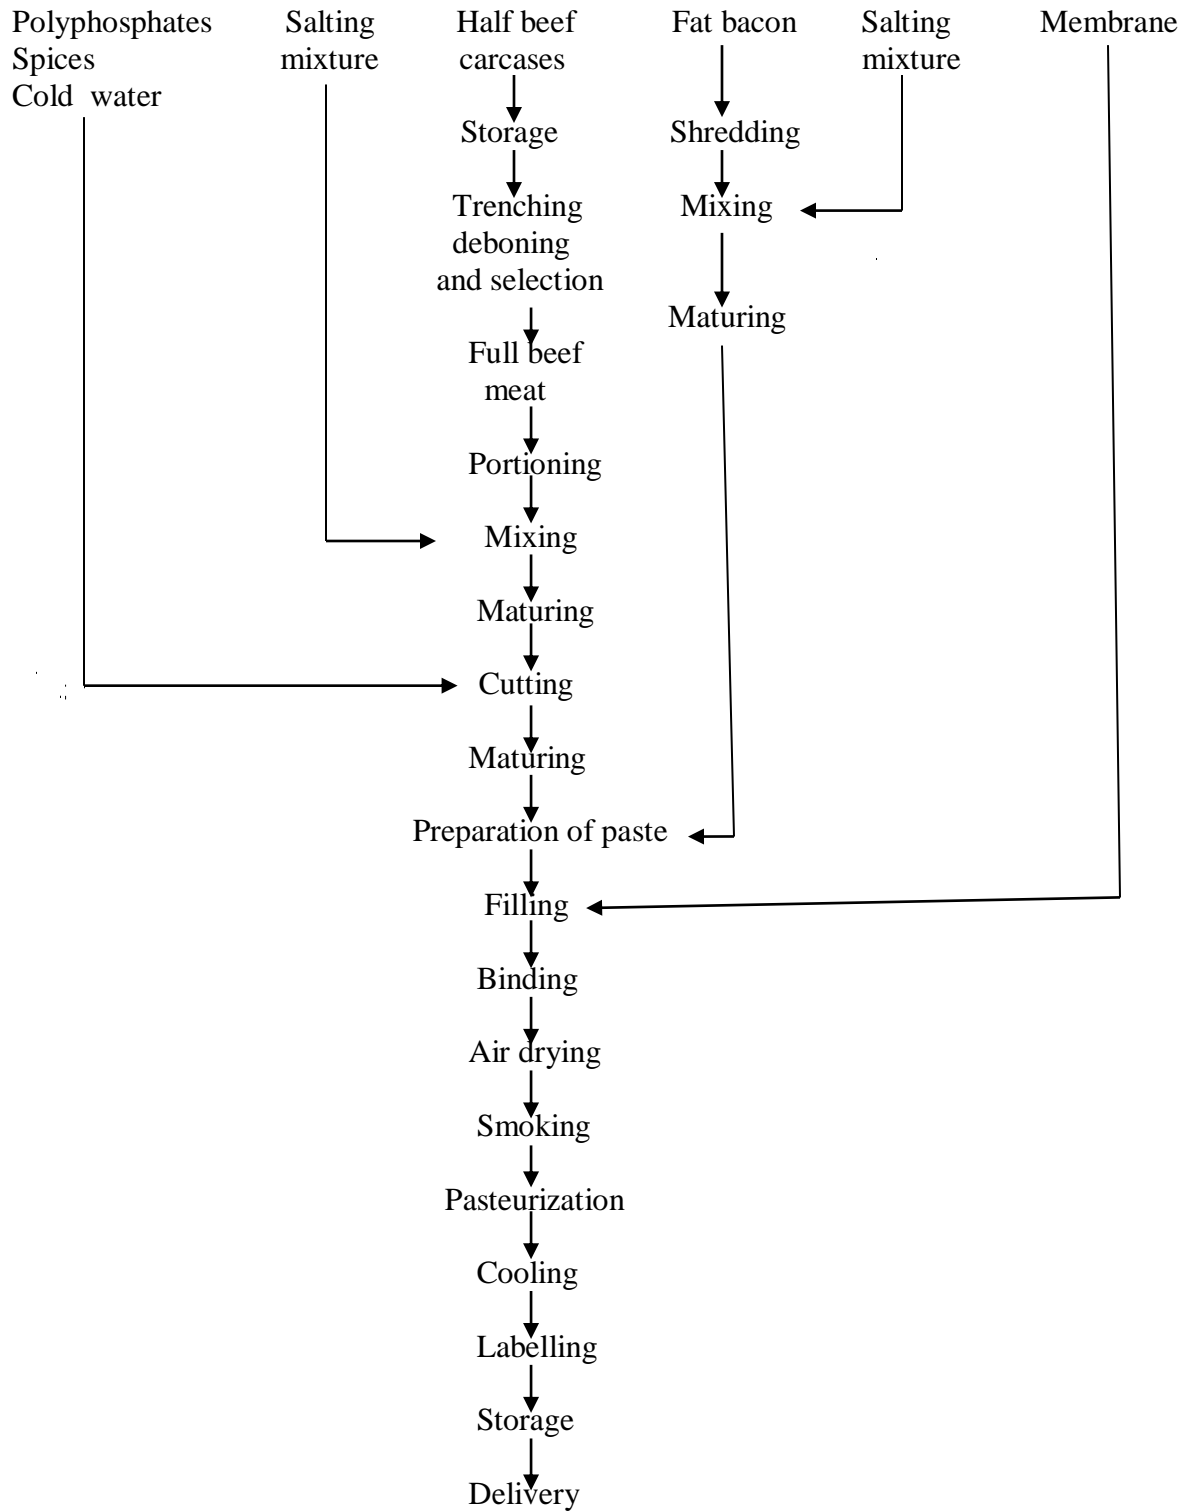 Polyphosphates
Spices
Cold water
Salting
mixture
Half beef
carcases
Fat bacon
Salting
mixture
Membrane
Storage
Shredding
Trenching
deboning
and selection
Mixing
Maturing
Full beef
meat
Portioning
Mixing
Maturing
Cutting
Maturing
Preparation of paste
Filling
Binding
Air drying
Smoking
Pasteurization
Cooling
Labelling
Storage
Delivery